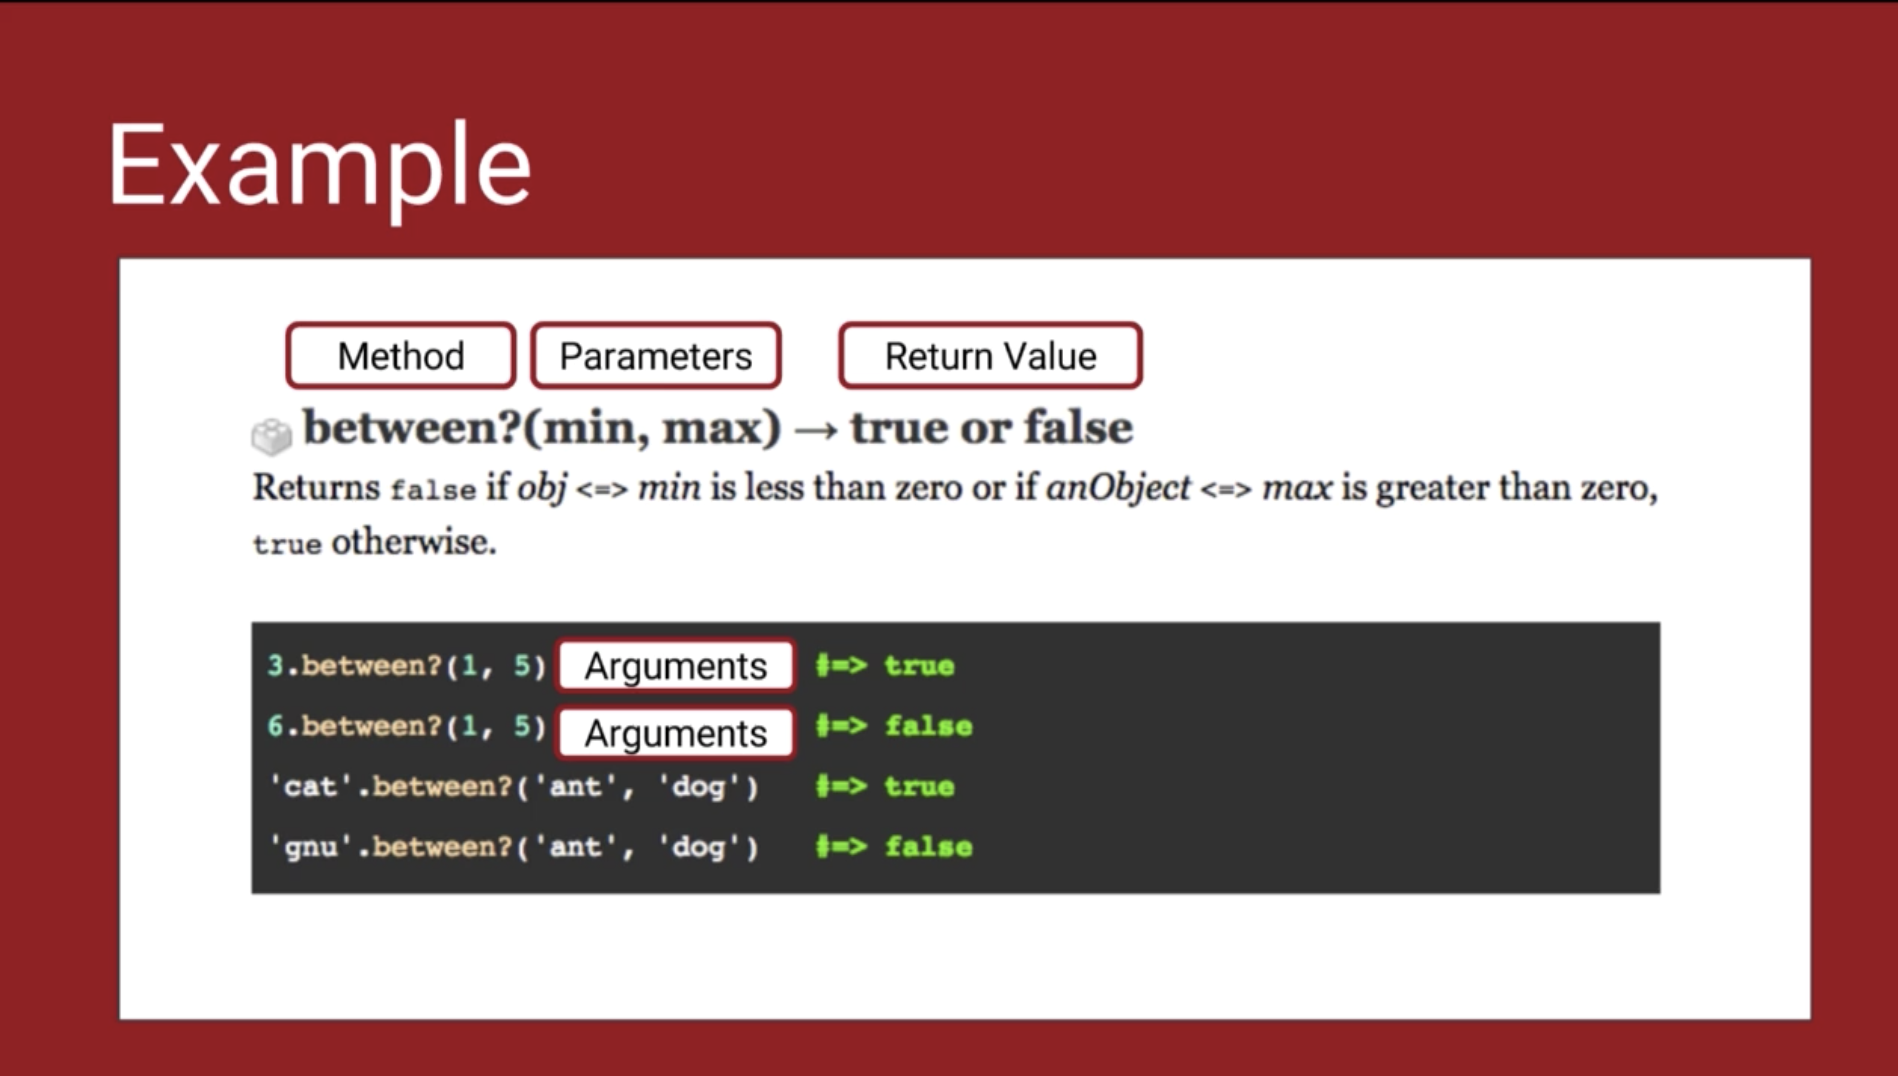 Example
Method Parameters Return Value
between?(min, max) → true or false
Returns false if obj <=> min is less than zero or if anObject <=> max is greater than zero,
true otherwise.
3.between?(1, 5) Arguments #=> true
6.between?(1, 5) Arguments #=> false
'cat'.between?('ant', 'dog') #=> true
'gnu'.between?('ant', 'dog') #=> false